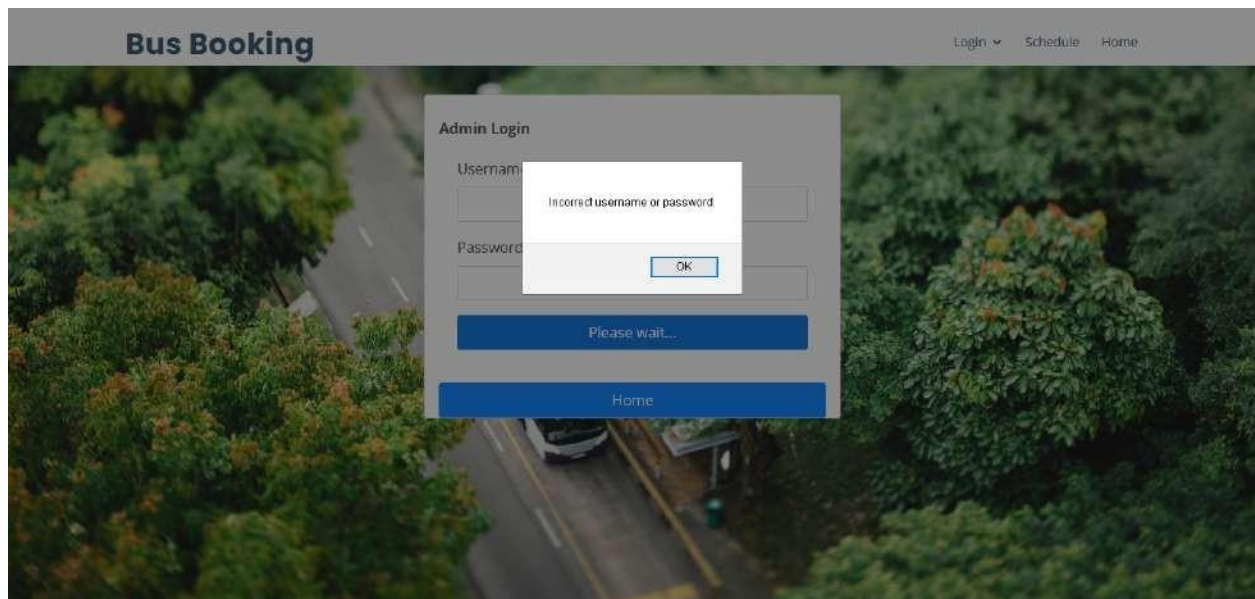 Bus Booking
Login Schedule Home
Admin Login
Usernam
Incorrect username or password
Password
OK
Please wait...
Home